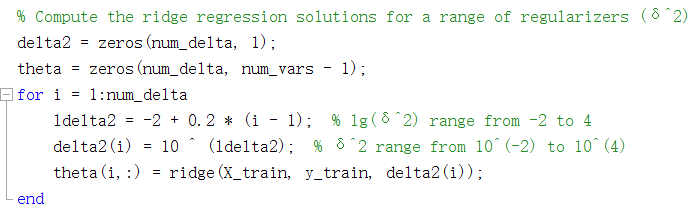 % Compute the ridge regression solutions for a range of regularizers (δ^2)
delta2 = zeros(num_delta, 1);
theta = zeros(num_delta, num_vars - 1);
for i = 1:num_delta
    ldelta2 = -2 + 0.2 * (i - 1);  % lg(δ^2) range from -2 to 4
    delta2(i) = 10 ^ (ldelta2);  % δ^2 range from 10^(-2) to 10^(4)
    theta(i,:) = ridge(X_train, y_train, delta2(i));
end